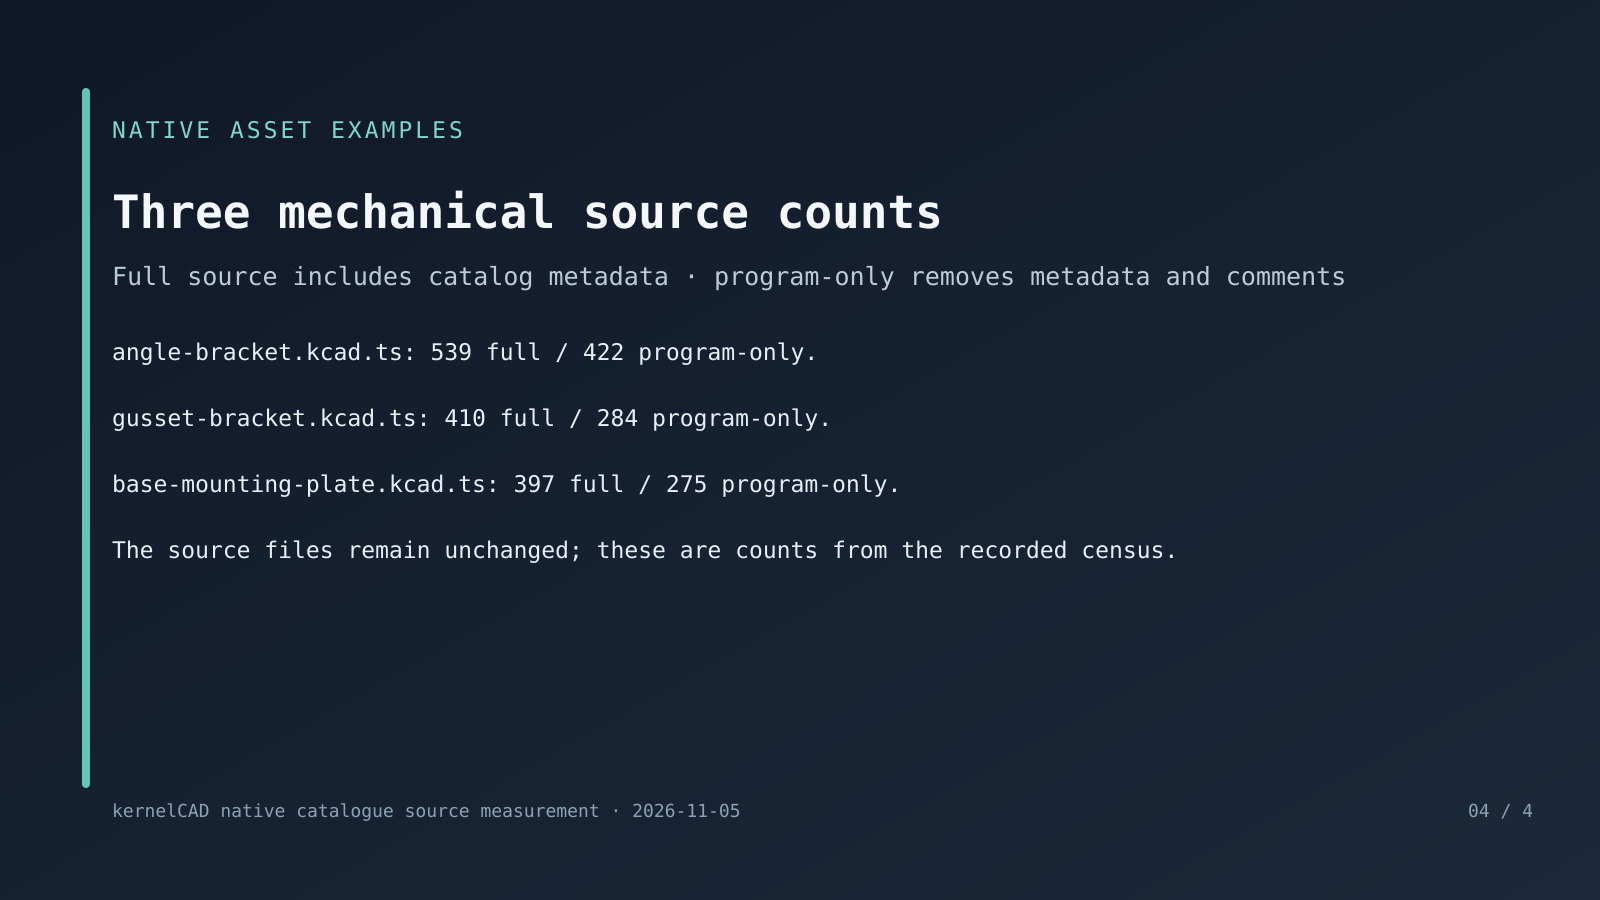 NATIVE ASSET EXAMPLES
Three mechanical source counts
Full source includes catalog metadata · program-only removes metadata and comments
angle-bracket.kcad.ts: 539 full / 422 program-only.
gusset-bracket.kcad.ts: 410 full / 284 program-only.
base-mounting-plate.kcad.ts: 397 full / 275 program-only.
The source files remain unchanged; these are counts from the recorded census.
kernelCAD native catalogue source measurement · 2026-11-05
04 / 4